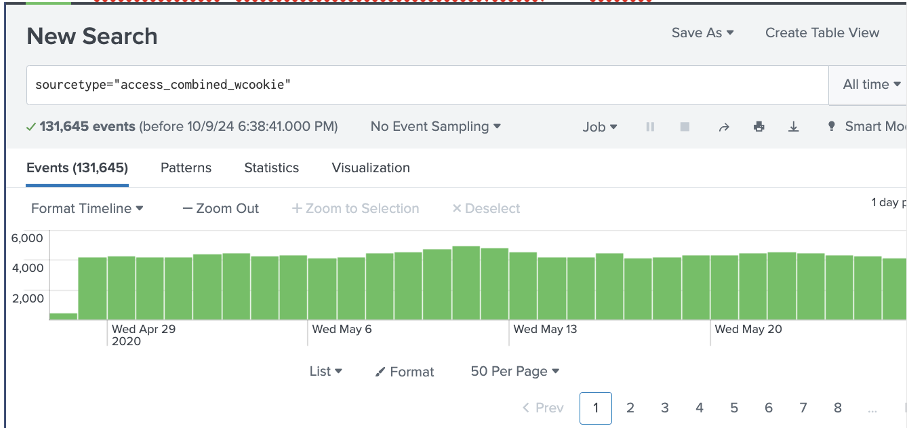 New Search
Save As Create Table View
sourcetype="access_combined_wcookie" All time
131,645 events (before 10/9/24 6:38:41.000 PM) No Event Sampling Job Smart
Events (131,645) Patterns Statistics Visualization
Format Timeline − Zoom Out + Zoom to Selection × Deselect 1 day
6,000
4,000
2,000
Wed Apr 29 Wed May 6 Wed May 13 Wed May 20
2020
List Format 50 Per Page
< Prev 1 2 3 4 5 6 7 8 ...